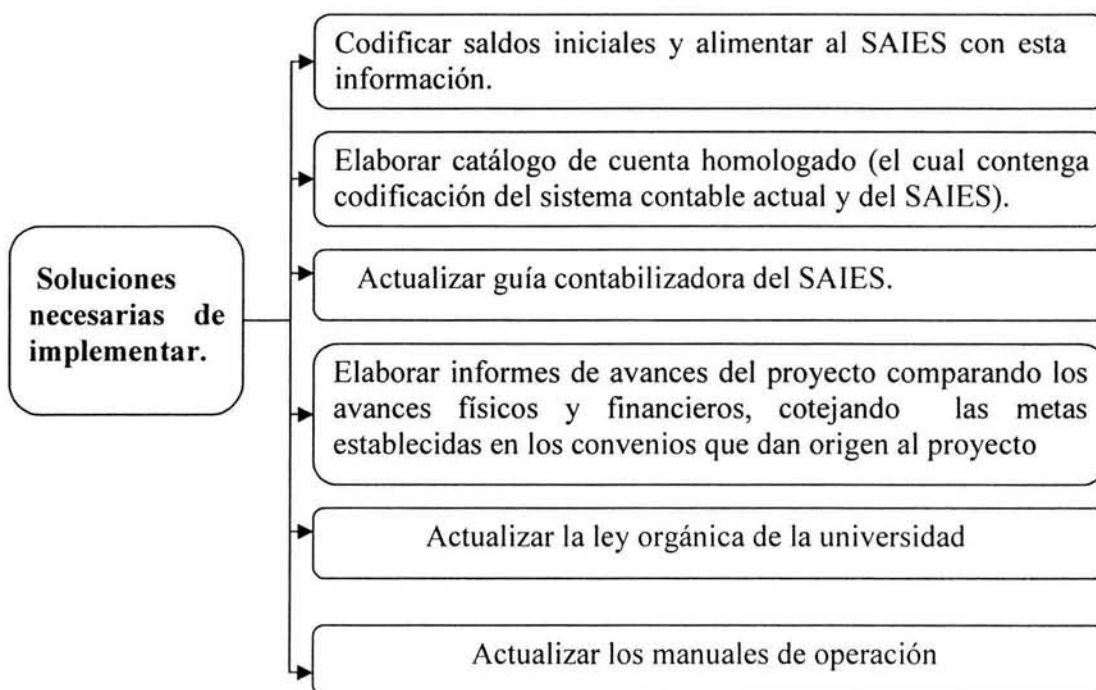 Codificar saldos iniciales y alimentar al SAIES con esta
información.
Elaborar catálogo de cuenta homologado (el cual contenga
codificación del sistema contable actual y del SAIES).
Soluciones
necesarias de
implementar.
Actualizar guía contabilizadora del SAIES.
Elaborar informes de avances del proyecto comparando los
avances físicos y financieros, cotejando las metas
establecidas en los convenios que dan origen al proyecto
Actualizar la ley orgánica de la universidad
Actualizar los manuales de operación